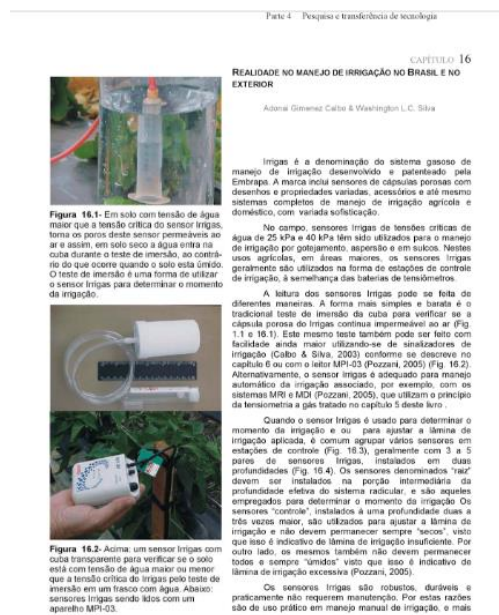 Parte 4 Pesquisa e transferência de tecnologia
CAPÍTULO 16
REALIDADE NO MANEJO DE IRRIGAÇÃO NO BRASIL E NO
EXTERIOR
Adonai Gimenez Calbo & Washington L.C. Silva
Irrigas é a denominação do sistema gasoso de
manejo de irrigação desenvolvido e patenteado pela
Embrapa. A marca inclui sensores de cápsulas porosas com
desenhos e propriedades variadas, acessórios e até mesmo
sistemas completos de manejo de irrigação agrícola e
doméstico, com variada sofisticação.
No campo, sensores Irrigas de tensões críticas de
água de 25 kPa e 40 kPa têm sido utilizados para o manejo
de irrigação por gotejamento, aspersão e em sulcos. Nestes
usos agrícolas, em áreas maiores, os sensores Irrigas
geralmente são utilizados na forma de estações de controle
de irrigação, à semelhança das baterias de tensiômetros.
A leitura dos sensores Irrigas pode se feita de
diferentes maneiras. A forma mais simples e barata é o
tradicional teste de imersão da cuba para verificar se a
cápsula porosa do Irrigas continua impermeável ao ar (Fig.
1.1 e 16.1). Este mesmo teste também pode ser feito com
facilidade ainda maior utilizando-se de sinalizadores de
irrigação (Calbo & Silva, 2003) conforme se descreve no
capítulo 6 ou com o leitor MPI-03 (Pozzani, 2005) (Fig. 16.2).
Alternativamente, o sensor Irrigas é adequado para manejo
automático da irrigação associado, por exemplo, com os
sistemas MRI e MDI (Pozzani, 2005), que utilizam o princípio
da tensiometria a gás tratado no capítulo 5 deste livro .
Quando o sensor Irrigas é usado para determinar o
momento da irrigação e ou para ajustar a lâmina de
irrigação aplicada, é comum agrupar vários sensores em
estações de controle (Fig. 16.3), geralmente com 3 a 5
pares de sensores Irrigas, instalados em duas
profundidades (Fig. 16.4). Os sensores denominados "raiz"
devem ser instalados na porção intermediária da
profundidade efetiva do sistema radicular, e são aqueles
empregados para determinar o momento da irrigação Os
sensores "controle", instalados à uma profundidade duas a
três vezes maior, são utilizados para ajustar a lâmina de
irrigação e não devem permanecer sempre "secos", visto
que isso é indicativo de lâmina de irrigação insuficiente. Por
outro lado, os mesmos também não devem permanecer
todos e sempre "úmidos" visto que isso é indicativo de
lâmina de irrigação excessiva (Pozzani, 2005).
Os sensores Irrigas são robustos, duráveis e
praticamente não requerem manutenção. Por estas razões
são de uso prático em manejo manual de irrigação, e mais
Figura 16.1- Em solo com tensão de água
maior que a tensão crítica do sensor Irrigas,
torna os poros deste sensor permeáveis ao
ar e assim, em solo seco a água entra na
cuba durante o teste de imersão, ao contrá-
rio do que ocorre quando o solo esta úmido.
O teste de imersão é uma forma de utilizar
o sensor Irrigas para determinar o momento
da irrigação.
Figura 16.2- Acima: um sensor Irrigas com
cuba transparente para verificar se o solo
está com tensão de água maior ou menor
que a tensão crítica do Irrigas pelo teste de
imersão em um frasco com água. Abaixo:
sensores Irrigas sendo lidos com um
aparelho MPI-03.